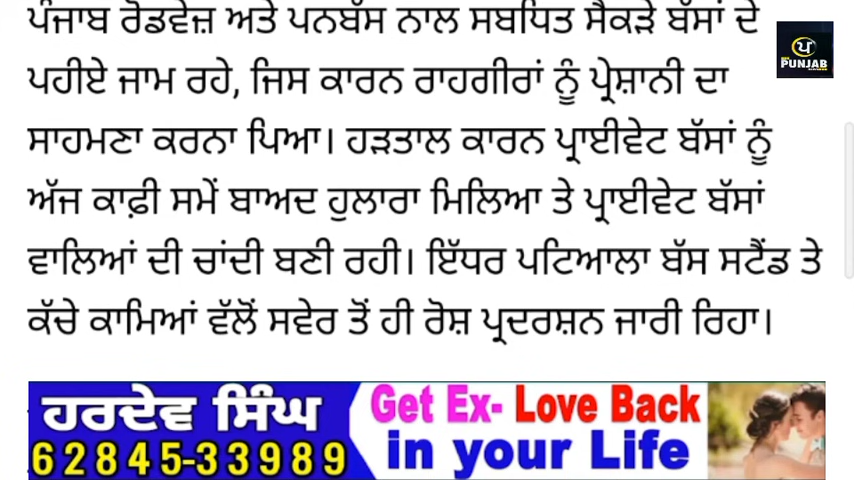 ਪੰਜਾਬ ਰੋਡਵੇਜ਼ ਅਤੇ ਪਨਬੱਸ ਨਾਲ ਸਬਧਿਤ ਸੈਕੜੇ ਬੱਸਾਂ ਦੇ
ਪਹੀਏ ਜਾਮ ਰਹੇ, ਜਿਸ ਕਾਰਨ ਰਾਹਗੀਰਾਂ ਨੂੰ ਪ੍ਰੇਸ਼ਾਨੀ ਦਾ
ਸਾਹਮਣਾ ਕਰਨਾ ਪਿਆ। ਹੜਤਾਲ ਕਾਰਨ ਪ੍ਰਾਈਵੇਟ ਬੱਸਾਂ ਨੂੰ
ਅੱਜ ਕਾਫ਼ੀ ਸਮੇਂ ਬਾਅਦ ਹੁਲਾਰਾ ਮਿਲਿਆ ਤੇ ਪ੍ਰਾਈਵੇਟ ਬੱਸਾਂ
ਵਾਲਿਆਂ ਦੀ ਚਾਂਦੀ ਬਣੀ ਰਹੀ। ਇੱਧਰ ਪਟਿਆਲਾ ਬੱਸ ਸਟੈਂਡ ਤੇ
ਕੱਚੇ ਕਾਮਿਆਂ ਵੱਲੋਂ ਸਵੇਰ ਤੋਂ ਹੀ ਰੋਸ਼ ਪ੍ਰਦਰਸ਼ਨ ਜਾਰੀ ਰਿਹਾ।
ਪ
PUNJAB
ਹਰਦੇਵ ਸਿੰਘ
62845-33989
Get Ex- Love Back
in your Life